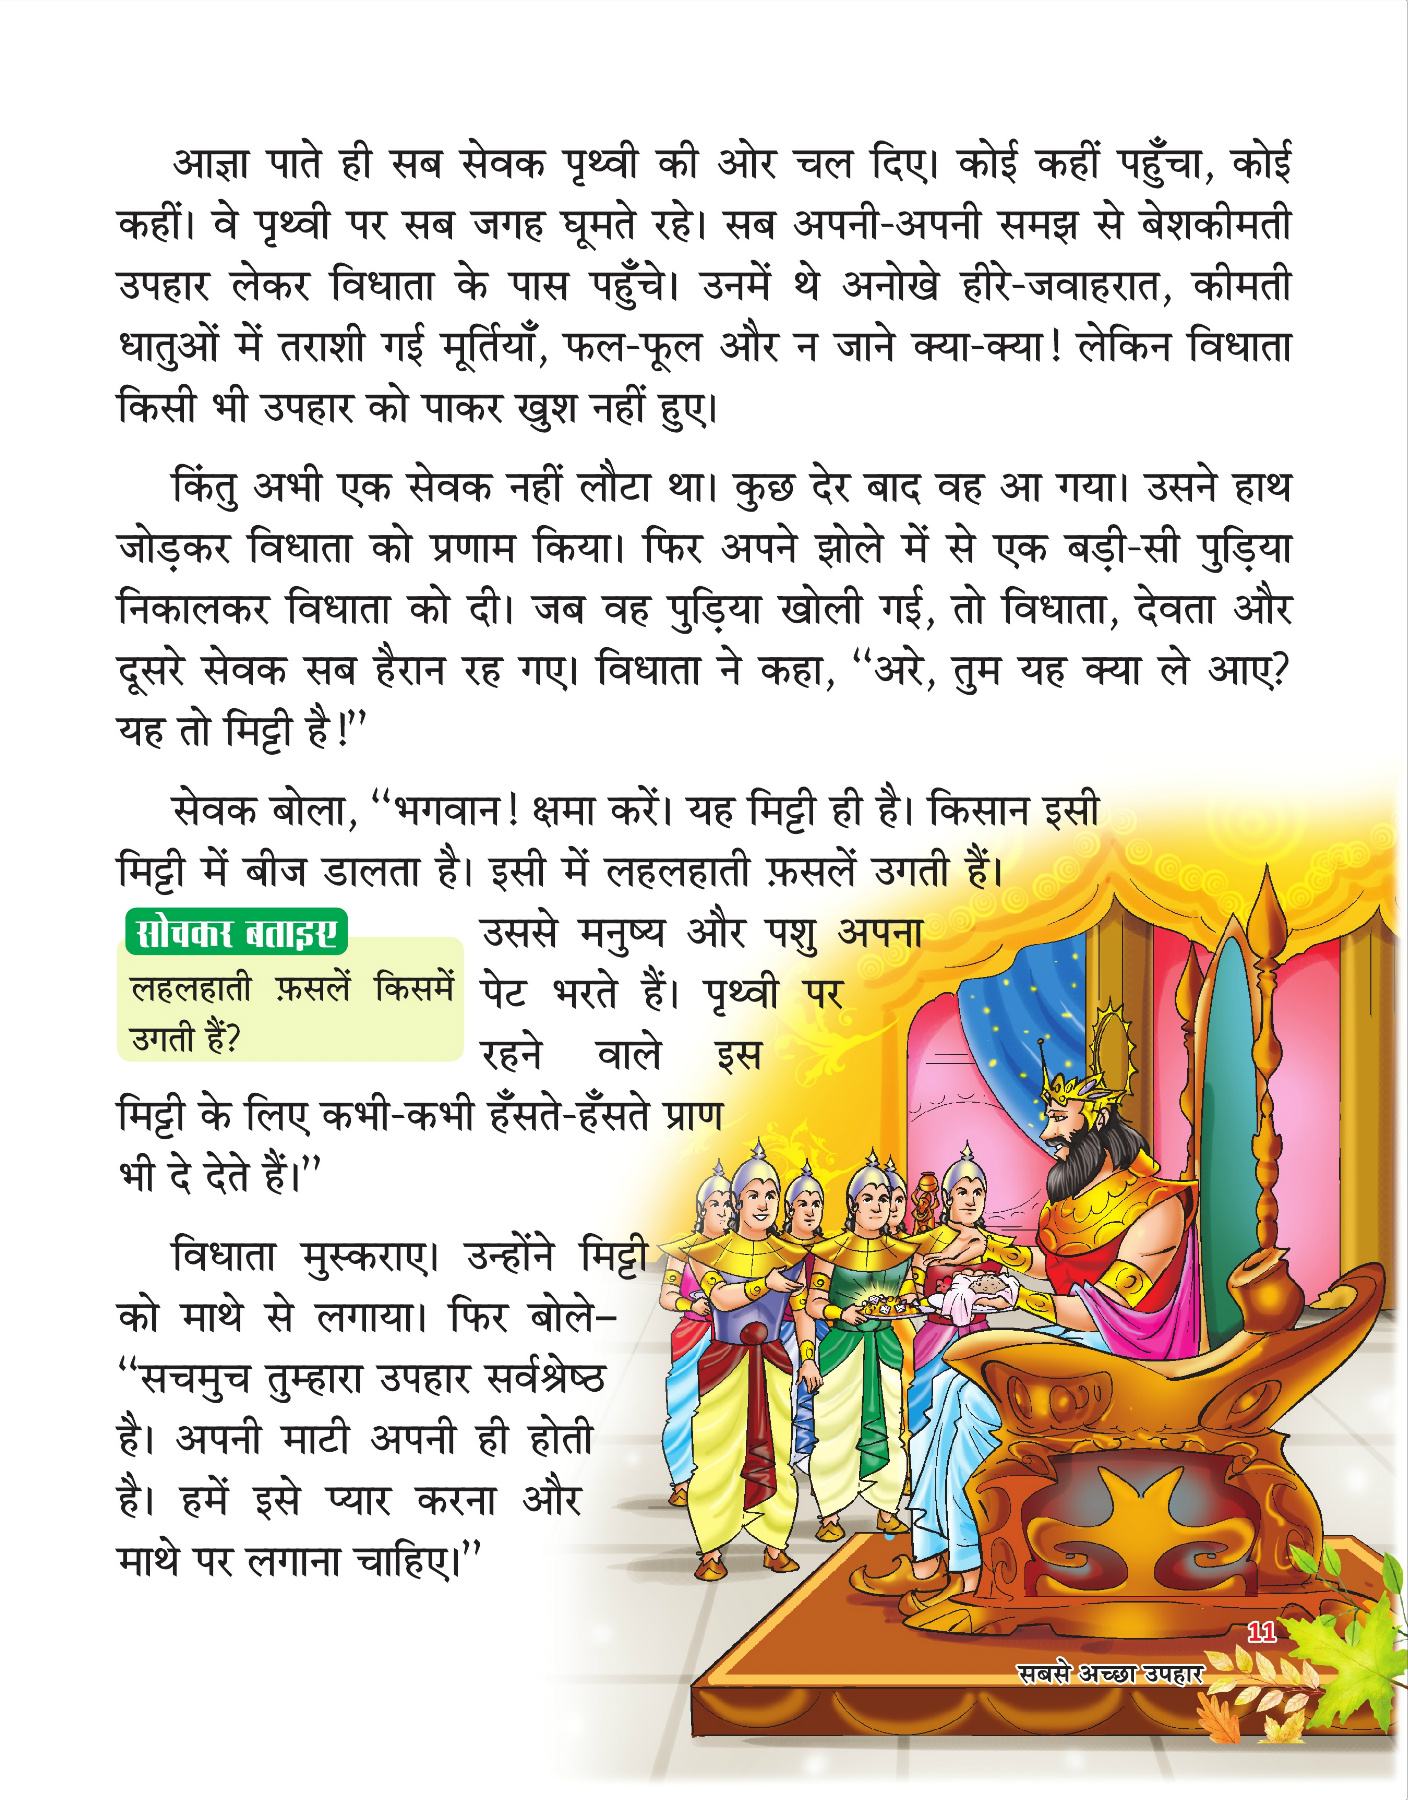 आज्ञा पाते ही सब सेवक पृथ्वी की ओर चल दिए। कोई कहीं पहुँचा, कोई
कहीं। वे पृथ्वी पर सब जगह घूमते रहे। सब अपनी-अपनी समझ से बेशकीमती
उपहार लेकर विधाता के पास पहुँचे। उनमें थे अनोखे हीरे-जवाहरात, कीमती
धातुओं में तराशी गई मूर्तियाँ, फल-फूल और न जाने क्या-क्या! लेकिन विधाता
किसी भी उपहार को पाकर खुश नहीं हुए।
किंतु अभी एक सेवक नहीं लौटा था। कुछ देर बाद वह आ गया। उसने हाथ
जोड़कर विधाता को प्रणाम किया। फिर अपने झोले में से एक बड़ी-सी पुड़िया
निकालकर विधाता को दी। जब वह पुड़िया खोली गई, तो विधाता, देवता और
दूसरे सेवक सब हैरान रह गए। विधाता ने कहा, “अरे, तुम यह क्या ले आए?
यह तो मिट्टी है!”
सेवक बोला, “भगवान! क्षमा करें। यह मिट्टी ही है। किसान इसी
मिट्टी में बीज डालता है। इसी में लहलहाती फ़सलें उगती हैं।
उससे मनुष्य और पशु अपना
पेट भरते हैं। पृथ्वी पर
रहने वाले इस
मिट्टी के लिए कभी-कभी हँसते-हँसते प्राण
भी दे देते हैं।”
सोचकर बताइए
लहलहाती फ़सलें किसमें
उगती हैं?
विधाता मुस्कराए। उन्होंने मिट्टी
को माथे से लगाया। फिर बोले–
“सचमुच तुम्हारा उपहार सर्वश्रेष्ठ
है। अपनी माटी अपनी ही होती
है। हमें इसे प्यार करना और
माथे पर लगाना चाहिए।”
11
सबसे अच्छा उपहार